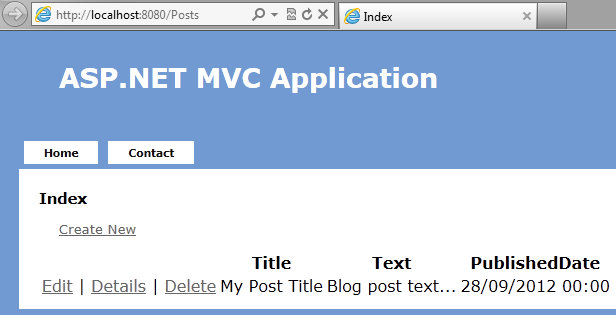 http://localhost:8080/Posts
Index
ASP.NET MVC Application
Home Contact
Index
Create New
Title Text PublishedDate
Edit | Details | Delete My Post Title Blog post text... 28/09/2012 00:00